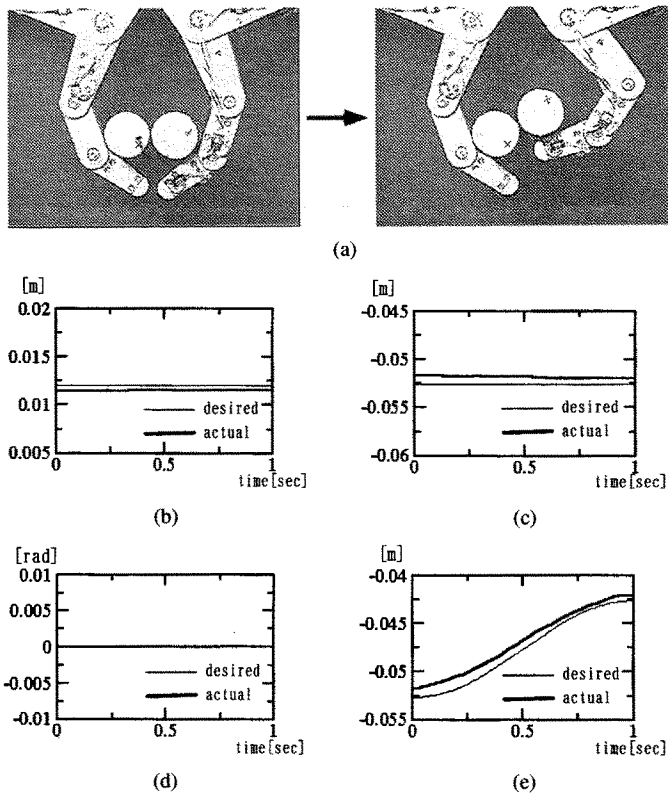 (a)
[m]
0.02
0.015
0.01
0.005
desired
actual
0
0.5
1
time[sec]
(b)
[m]
-0.045
-0.05
-0.055
-0.06
desired
actual
0
0.5
1
time[sec]
(c)
[rad]
0.01
0.005
0
-0.005
-0.01
desired
actual
0
0.5
1
time[sec]
(d)
[m]
-0.04
-0.045
-0.05
-0.055
desired
actual
0
0.5
1
time[sec]
(e)